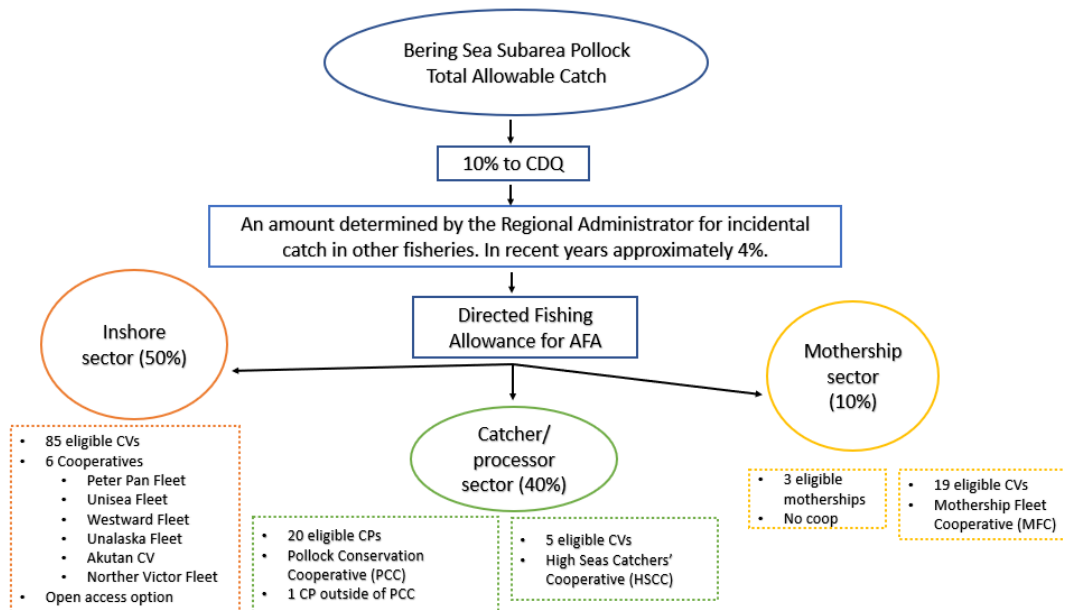 Bering Sea Subarea Pollock
Total Allowable Catch
10% to CDQ
An amount determined by the Regional Administrator for incidental
catch in other fisheries. In recent years approximately 4%.
Directed Fishing
Allowance for AFA
Inshore
sector (50%)
• 85 eligible CVs
• 6 Cooperatives
• Peter Pan Fleet
• Unisea Fleet
• Westward Fleet
• Unalaska Fleet
• Akutan CV
• Norther Victor Fleet
• Open access option
Catcher/
processor
sector (40%)
• 20 eligible CPs
• Pollock Conservation
Cooperative (PCC)
• 1 CP outside of PCC
• 5 eligible CVs
• High Seas Catchers’
Cooperative (HSCC)
Mothership
sector
(10%)
• 3 eligible
motherships
• No coop
• 19 eligible CVs
• Mothership Fleet
Cooperative (MFC)